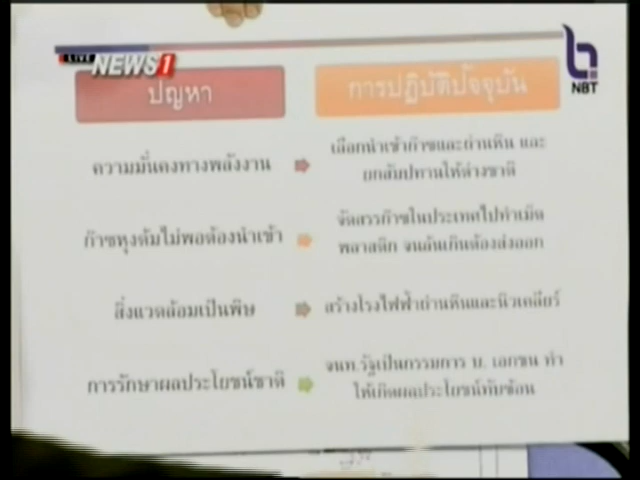 LIVE NEWS1
NBT
ปัญหา
การปฏิบัติปัจจุบัน
ความมั่นคงทางพลังงาน
เลือกนำเข้าก๊าซและถ่านหิน และ
ยกสัมปทานให้ต่างชาติ
ก๊าซหุงต้มไม่พอต้องนำเข้า
จัดสรรก๊าซในประเทศไปทำเม็ด
พลาสติก จนล้นเกินต้องส่งออก
สิ่งแวดล้อมเป็นพิษ
สร้างโรงไฟฟ้าถ่านหินและนิวเคลียร์
การรักษาผลประโยชน์ชาติ
จนท.รัฐเป็นกรรมการ บ. เอกชน ทำ
ให้เกิดผลประโยชน์ทับซ้อน